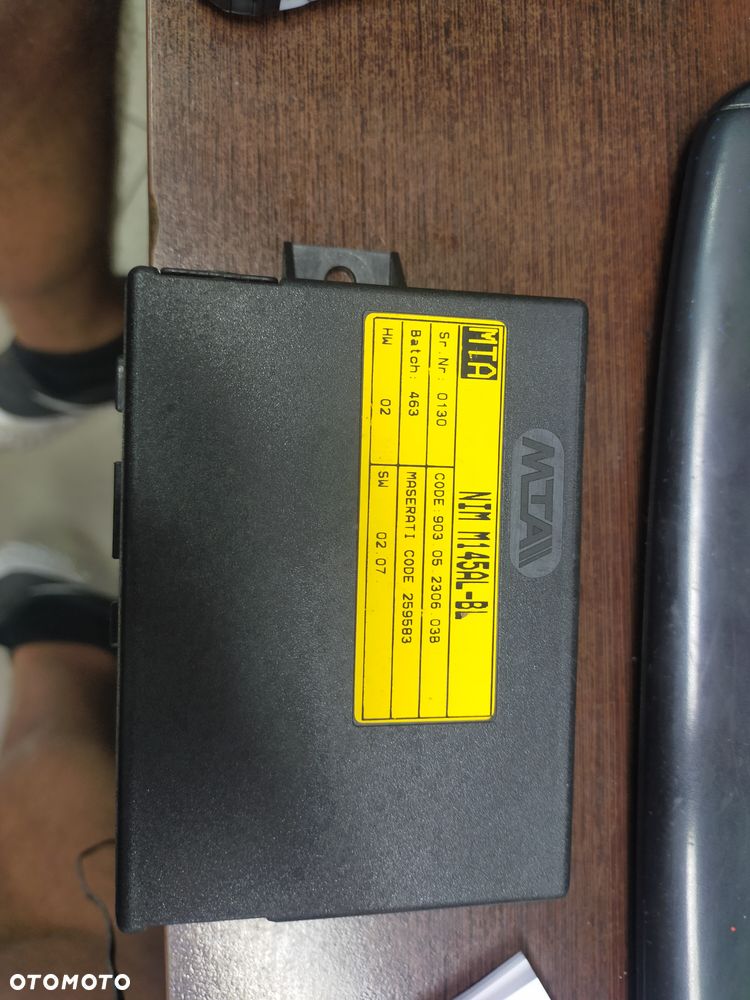 MTA
MTA NIM M145AL-BL
Sr.Nr: 0130 CODE:903 05 2306.03B
Batch: 463 MASERATI CODE 259583
HW 02 SW 02.07
OTOMOTO